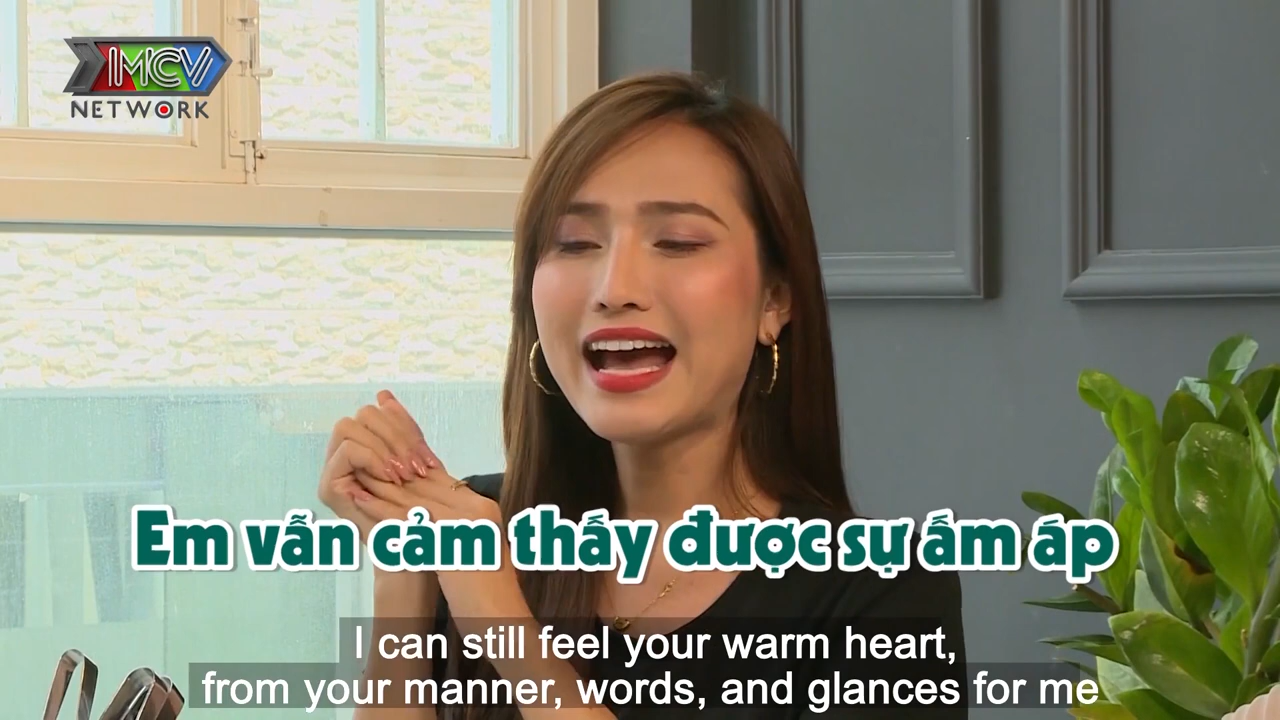 MCV
NETWORK
Em vẫn cảm thấy được sự ấm áp
I can still feel your warm heart,
from your manner, words, and glances for me